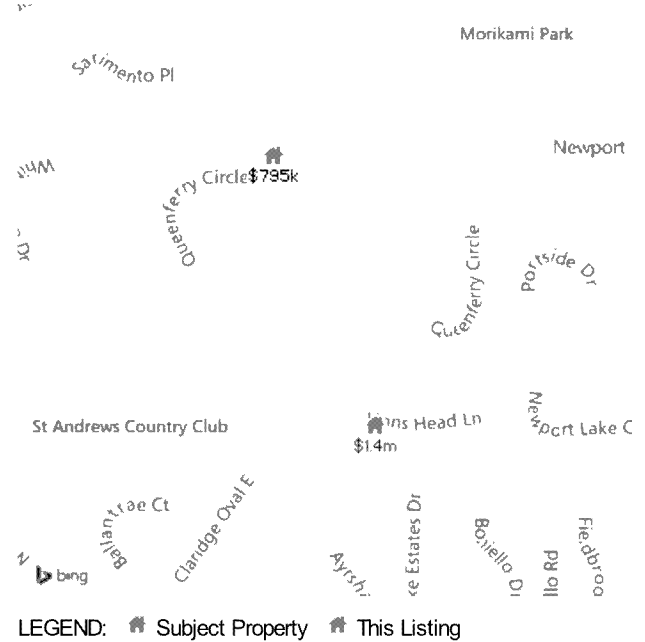 Morikami Park
Sarimento Pl
Newport
Queenferry Circle
$795k
Dr
Queenferry Circle
Portside Dr
St Andrews Country Club
Head Ln
$1.4m
Newport Lake C
Ballantrae Ct
Claridge Oval E
Estates Dr
Ayrshi
llo Rd
bing
LEGEND: Subject Property This Listing